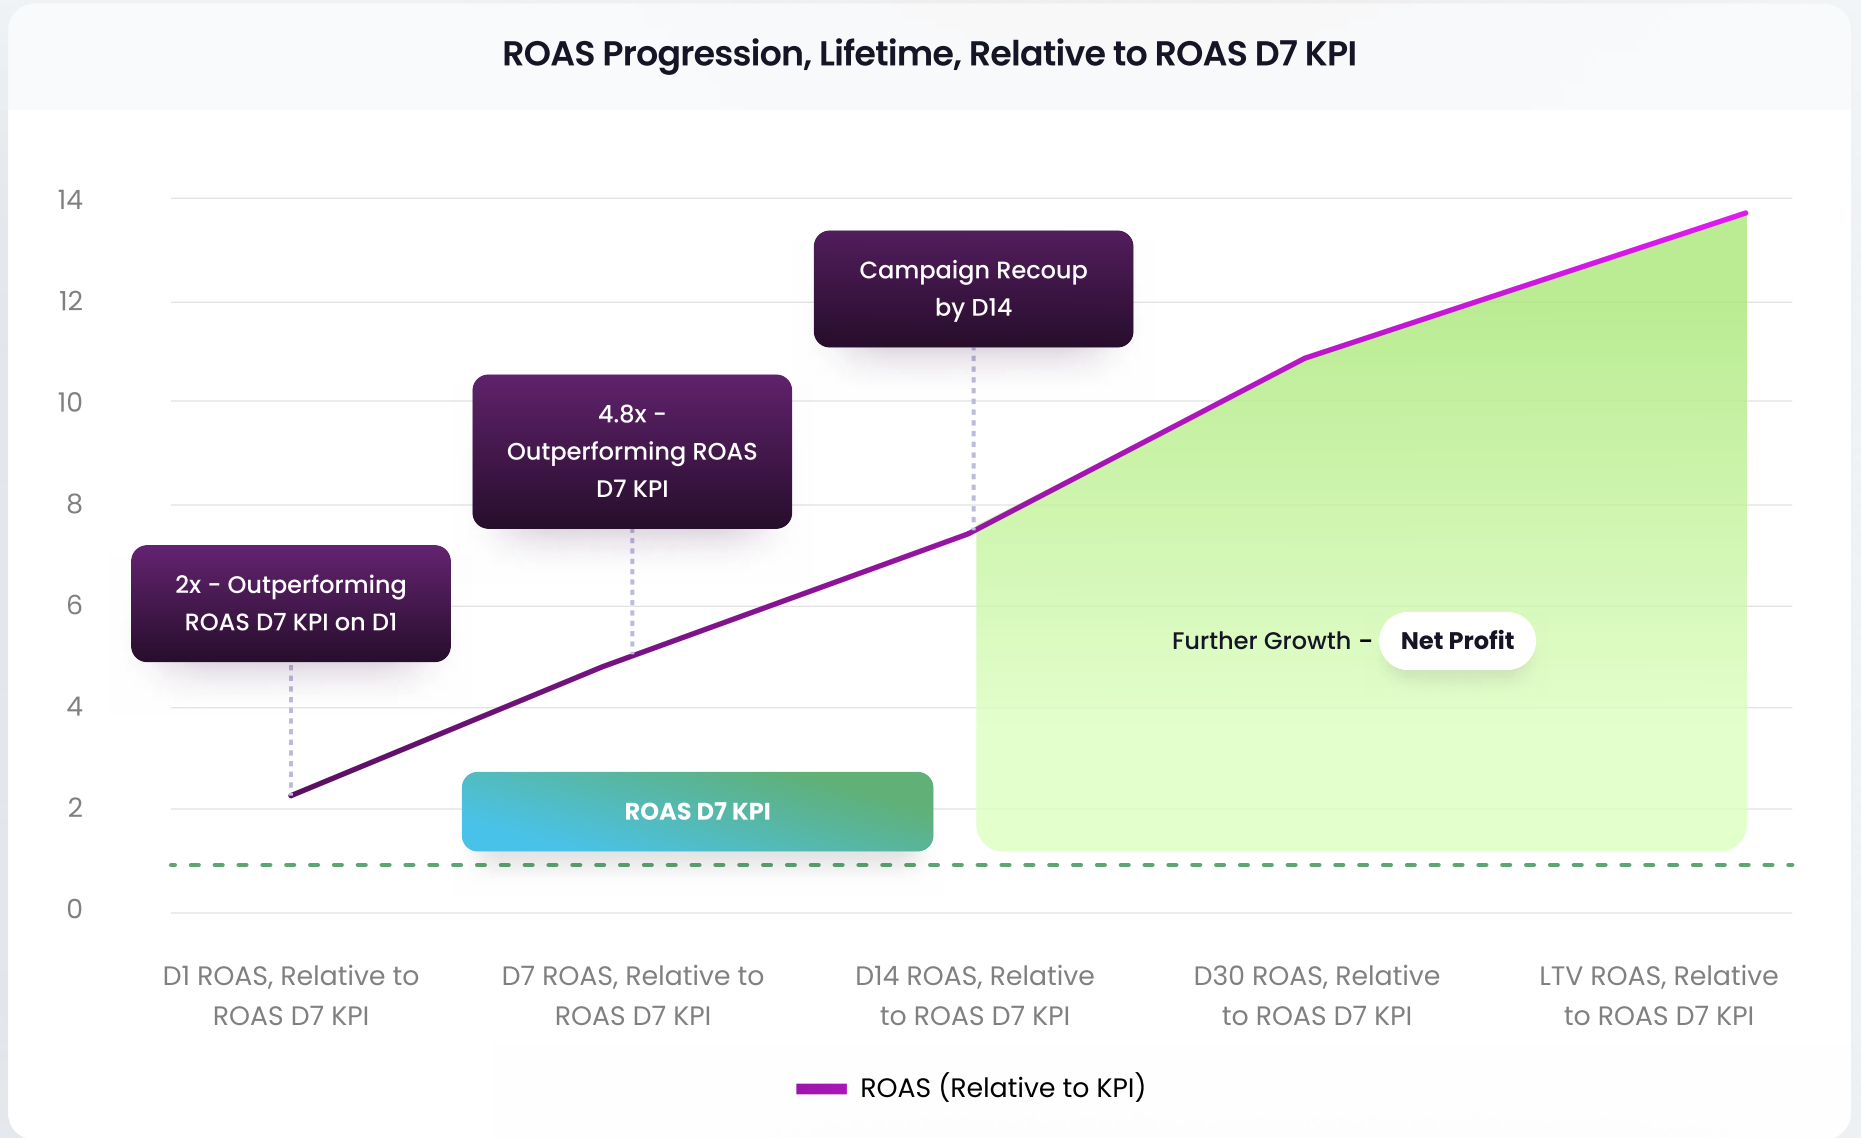 ROAS Progression, Lifetime, Relative to ROAS D7 KPI
14
12
10
8
6
4
2
0
Campaign Recoup
by D14
4.8x -
Outperforming ROAS
D7 KPI
2x - Outperforming
ROAS D7 KPI on D1
Further Growth - Net Profit
ROAS D7 KPI
D1 ROAS, Relative to
ROAS D7 KPI
D7 ROAS, Relative to
ROAS D7 KPI
D14 ROAS, Relative
to ROAS D7 KPI
D30 ROAS, Relative
to ROAS D7 KPI
LTV ROAS, Relative
to ROAS D7 KPI
ROAS (Relative to KPI)